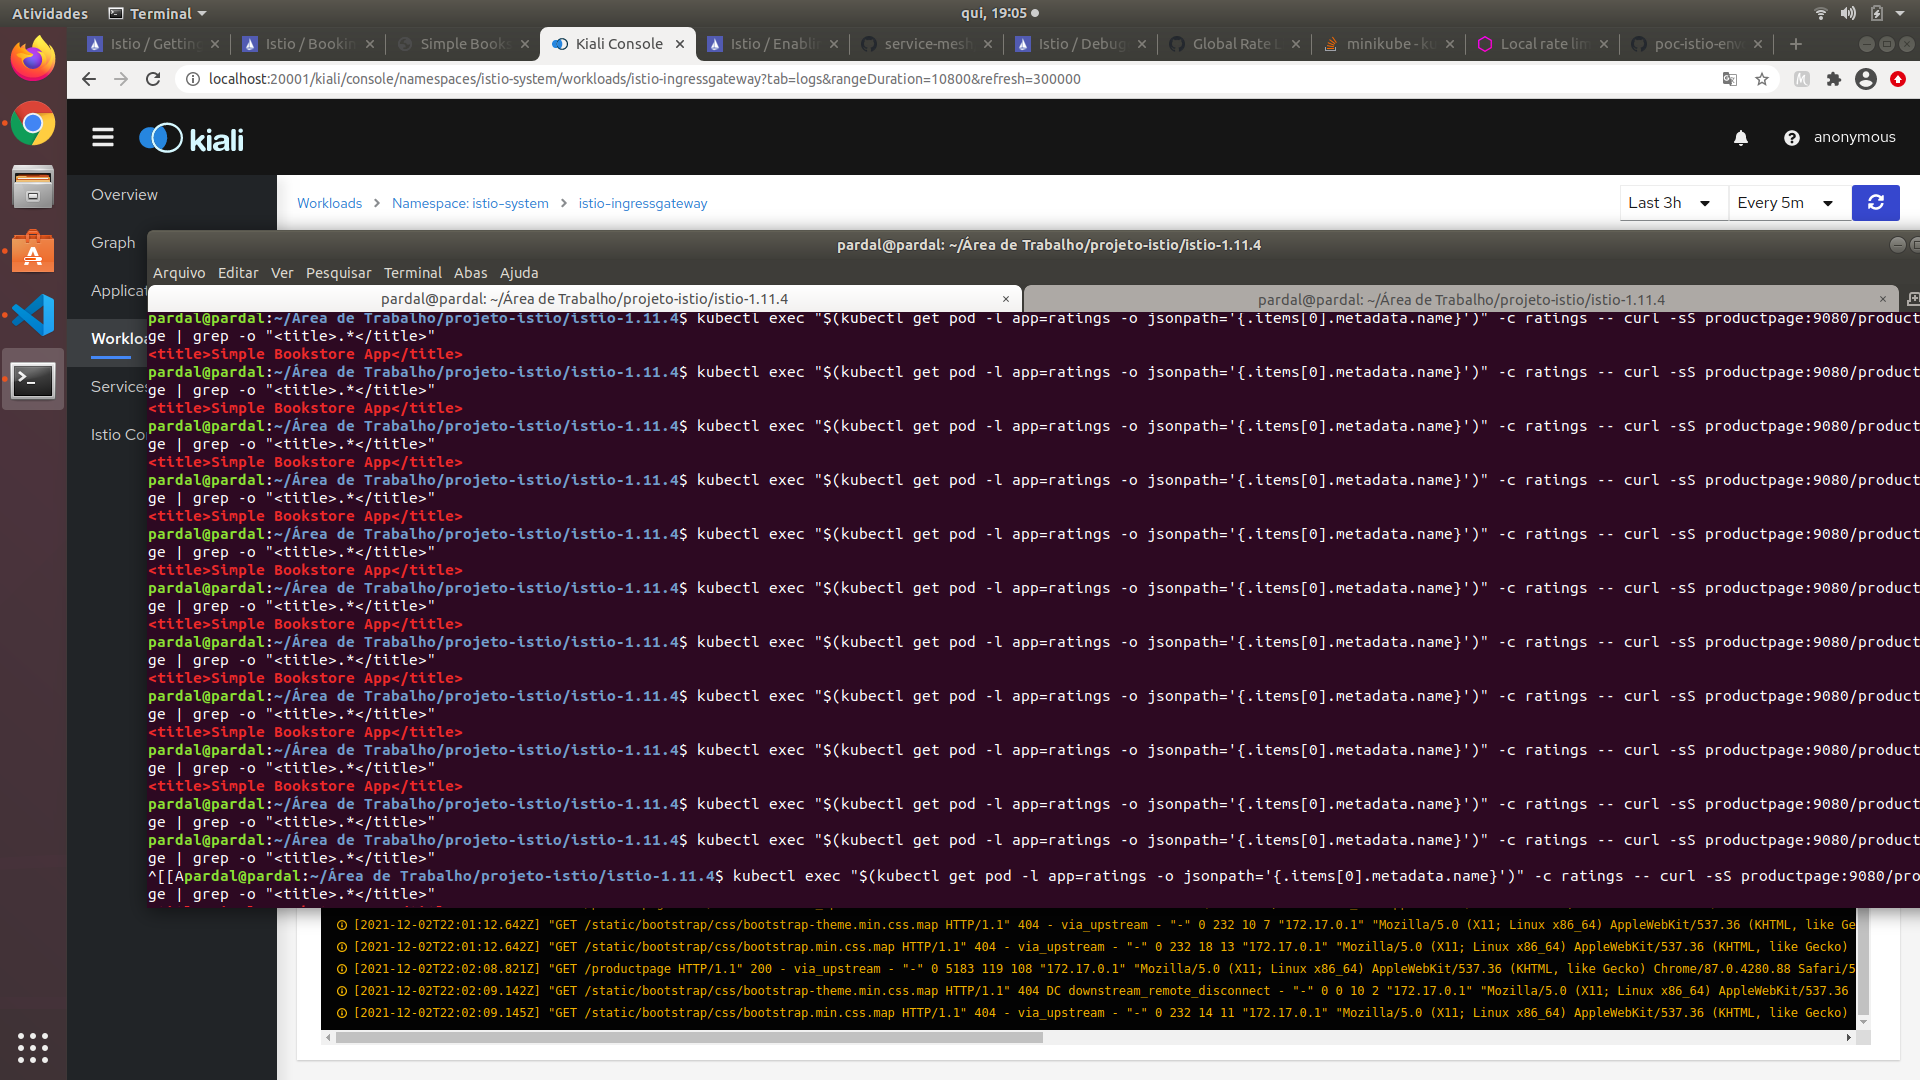 Atividades
Terminal
qui, 19:05
Istio / Getting
Istio / Bookin
Simple Books
Kiali Console
Istio / Enablin
service-mesh
Istio / Debug
Global Rate L
minikube - ku
Local rate lim
poc-istio-env
localhost:20001/kiali/console/namespaces/istio-system/workloads/istio-ingressgateway?tab=logs&rangeDuration=10800&refresh=300000
kiali
anonymous
Overview
Graph
Applicat
Workloa
Services
Istio Co
Workloads
Namespace: istio-system
istio-ingressgateway
Last 3h
Every 5m
pardal@pardal: ~/Área de Trabalho/projeto-istio/istio-1.11.4
Arquivo Editar Ver Pesquisar Terminal Abas Ajuda
pardal@pardal: ~/Área de Trabalho/projeto-istio/istio-1.11.4
pardal@pardal: ~/Área de Trabalho/projeto-istio/istio-1.11.4
pardal@pardal:~/Área de Trabalho/projeto-istio/istio-1.11.4$ kubectl exec "$(kubectl get pod -l app=ratings -o jsonpath='{.items[0].metadata.name}')" -c ratings -- curl -sS productpage:9080/product
ge | grep -o "<title>.*</title>"
<title>Simple Bookstore App</title>
pardal@pardal:~/Área de Trabalho/projeto-istio/istio-1.11.4$ kubectl exec "$(kubectl get pod -l app=ratings -o jsonpath='{.items[0].metadata.name}')" -c ratings -- curl -sS productpage:9080/product
ge | grep -o "<title>.*</title>"
<title>Simple Bookstore App</title>
pardal@pardal:~/Área de Trabalho/projeto-istio/istio-1.11.4$ kubectl exec "$(kubectl get pod -l app=ratings -o jsonpath='{.items[0].metadata.name}')" -c ratings -- curl -sS productpage:9080/product
ge | grep -o "<title>.*</title>"
<title>Simple Bookstore App</title>
pardal@pardal:~/Área de Trabalho/projeto-istio/istio-1.11.4$ kubectl exec "$(kubectl get pod -l app=ratings -o jsonpath='{.items[0].metadata.name}')" -c ratings -- curl -sS productpage:9080/product
ge | grep -o "<title>.*</title>"
<title>Simple Bookstore App</title>
pardal@pardal:~/Área de Trabalho/projeto-istio/istio-1.11.4$ kubectl exec "$(kubectl get pod -l app=ratings -o jsonpath='{.items[0].metadata.name}')" -c ratings -- curl -sS productpage:9080/product
ge | grep -o "<title>.*</title>"
<title>Simple Bookstore App</title>
pardal@pardal:~/Área de Trabalho/projeto-istio/istio-1.11.4$ kubectl exec "$(kubectl get pod -l app=ratings -o jsonpath='{.items[0].metadata.name}')" -c ratings -- curl -sS productpage:9080/product
ge | grep -o "<title>.*</title>"
<title>Simple Bookstore App</title>
pardal@pardal:~/Área de Trabalho/projeto-istio/istio-1.11.4$ kubectl exec "$(kubectl get pod -l app=ratings -o jsonpath='{.items[0].metadata.name}')" -c ratings -- curl -sS productpage:9080/product
ge | grep -o "<title>.*</title>"
<title>Simple Bookstore App</title>
pardal@pardal:~/Área de Trabalho/projeto-istio/istio-1.11.4$ kubectl exec "$(kubectl get pod -l app=ratings -o jsonpath='{.items[0].metadata.name}')" -c ratings -- curl -sS productpage:9080/product
ge | grep -o "<title>.*</title>"
<title>Simple Bookstore App</title>
pardal@pardal:~/Área de Trabalho/projeto-istio/istio-1.11.4$ kubectl exec "$(kubectl get pod -l app=ratings -o jsonpath='{.items[0].metadata.name}')" -c ratings -- curl -sS productpage:9080/product
ge | grep -o "<title>.*</title>"
<title>Simple Bookstore App</title>
pardal@pardal:~/Área de Trabalho/projeto-istio/istio-1.11.4$ kubectl exec "$(kubectl get pod -l app=ratings -o jsonpath='{.items[0].metadata.name}')" -c ratings -- curl -sS productpage:9080/product
ge | grep -o "<title>.*</title>"
pardal@pardal:~/Área de Trabalho/projeto-istio/istio-1.11.4$ kubectl exec "$(kubectl get pod -l app=ratings -o jsonpath='{.items[0].metadata.name}')" -c ratings -- curl -sS productpage:9080/product
ge | grep -o "<title>.*</title>"
^[[Apardal@pardal:~/Área de Trabalho/projeto-istio/istio-1.11.4$ kubectl exec "$(kubectl get pod -l app=ratings -o jsonpath='{.items[0].metadata.name}')" -c ratings -- curl -sS productpage:9080/pro
ge | grep -o "<title>.*</title>"
[2021-12-02T22:01:12.642Z] "GET /static/bootstrap/css/bootstrap-theme.min.css.map HTTP/1.1" 404 - via_upstream - "-" 0 232 10 7 "172.17.0.1" "Mozilla/5.0 (X11; Linux x86_64) AppleWebKit/537.36 (KHTML, like Ge
[2021-12-02T22:01:12.642Z] "GET /static/bootstrap/css/bootstrap.min.css.map HTTP/1.1" 404 - via_upstream - "-" 0 232 18 13 "172.17.0.1" "Mozilla/5.0 (X11; Linux x86_64) AppleWebKit/537.36 (KHTML, like Gecko)
[2021-12-02T22:02:08.821Z] "GET /productpage HTTP/1.1" 200 - via_upstream - "-" 0 5183 119 108 "172.17.0.1" "Mozilla/5.0 (X11; Linux x86_64) AppleWebKit/537.36 (KHTML, like Gecko) Chrome/87.0.4280.88 Safari/5
[2021-12-02T22:02:09.142Z] "GET /static/bootstrap/css/bootstrap-theme.min.css.map HTTP/1.1" 404 DC downstream_remote_disconnect - "-" 0 0 10 2 "172.17.0.1" "Mozilla/5.0 (X11; Linux x86_64) AppleWebKit/537.36
[2021-12-02T22:02:09.145Z] "GET /static/bootstrap/css/bootstrap.min.css.map HTTP/1.1" 404 - via_upstream - "-" 0 232 14 11 "172.17.0.1" "Mozilla/5.0 (X11; Linux x86_64) AppleWebKit/537.36 (KHTML, like Gecko)